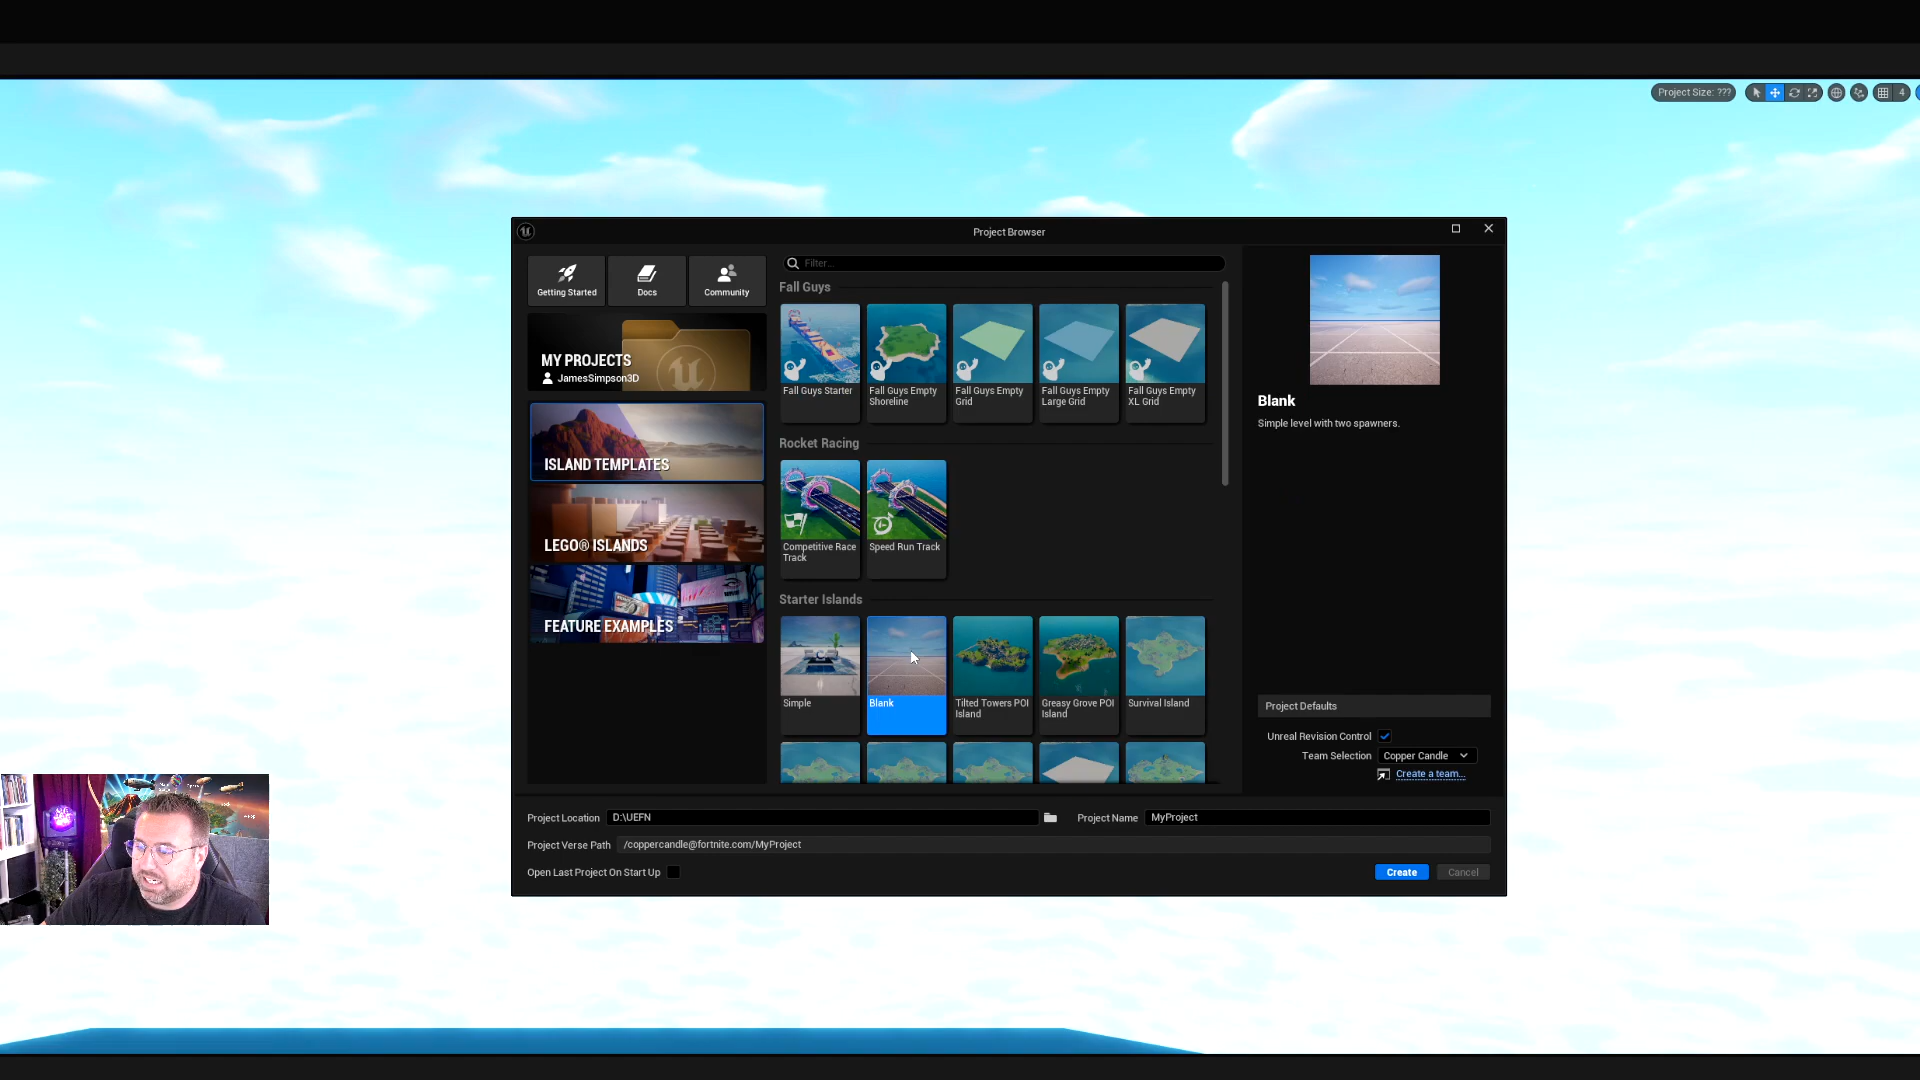 Project Size: ???
4
Project Browser
Getting Started
Docs
Community
Filter...
MY PROJECTS
JamesSimpson3D
ISLAND TEMPLATES
LEGO® ISLANDS
FEATURE EXAMPLES
Fall Guys
Fall Guys Starter
Fall Guys Empty
Shoreline
Fall Guys Empty
Grid
Fall Guys Empty
Large Grid
Fall Guys Empty
XL Grid
Rocket Racing
Competitive Race
Track
Speed Run Track
Starter Islands
Simple
Blank
Tilted Towers POI
Island
Greasy Grove POI
Island
Survival Island
Blank
Simple level with two spawners.
Project Defaults
Unreal Revision Control
Team Selection Copper Candle
Create a team...
Project Location D:\UEFN
Project Name MyProject
Project Verse Path /coppercandle@fortnite.com/MyProject
Open Last Project On Start Up
Create
Cancel